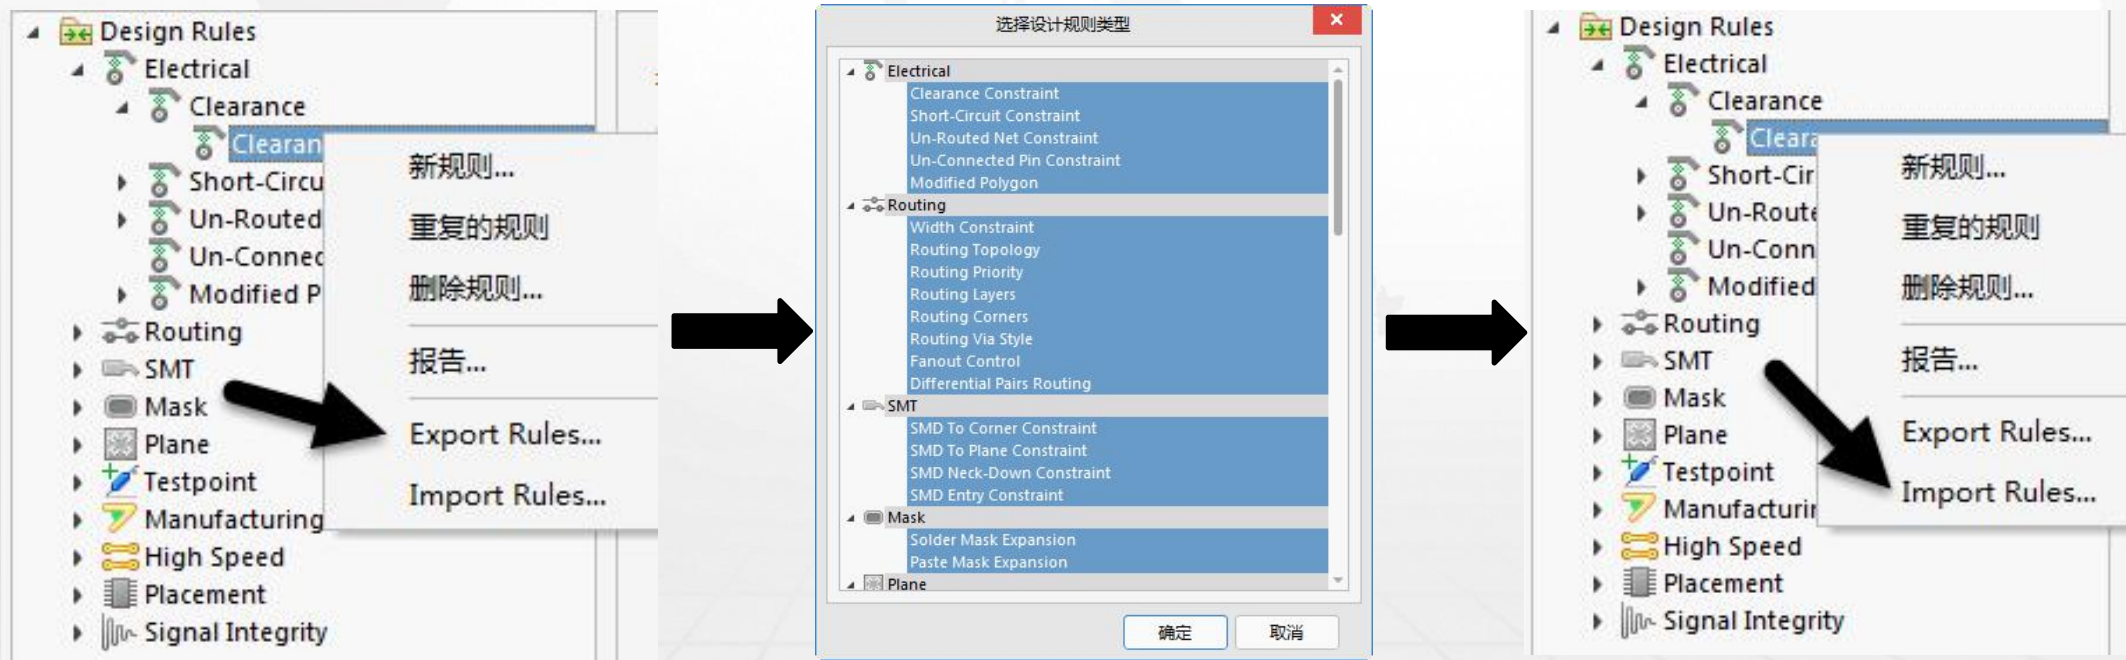 Design Rules
Electrical
Clearance
Clearan
Short-Circu
Un-Routed
Un-Connec
Modified P
Routing
SMT
Mask
Plane
Testpoint
Manufacturing
High Speed
Placement
Signal Integrity
新规则...
重复的规则
删除规则...
报告...
Export Rules...
Import Rules...
选择设计规则类型
Electrical
Clearance Constraint
Short-Circuit Constraint
Un-Routed Net Constraint
Un-Connected Pin Constraint
Modified Polygon
Routing
Width Constraint
Routing Topology
Routing Priority
Routing Layers
Routing Corners
Routing Via Style
Fanout Control
Differential Pairs Routing
SMT
SMD To Corner Constraint
SMD To Plane Constraint
SMD Neck-Down Constraint
SMD Entry Constraint
Mask
Solder Mask Expansion
Paste Mask Expansion
Plane
确定
取消
Design Rules
Electrical
Clearance
Cleara
Short-Cir
Un-Route
Un-Conn
Modified
Routing
SMT
Mask
Plane
Testpoint
Manufacturin
High Speed
Placement
Signal Integrity
新规则...
重复的规则
删除规则...
报告...
Export Rules...
Import Rules...